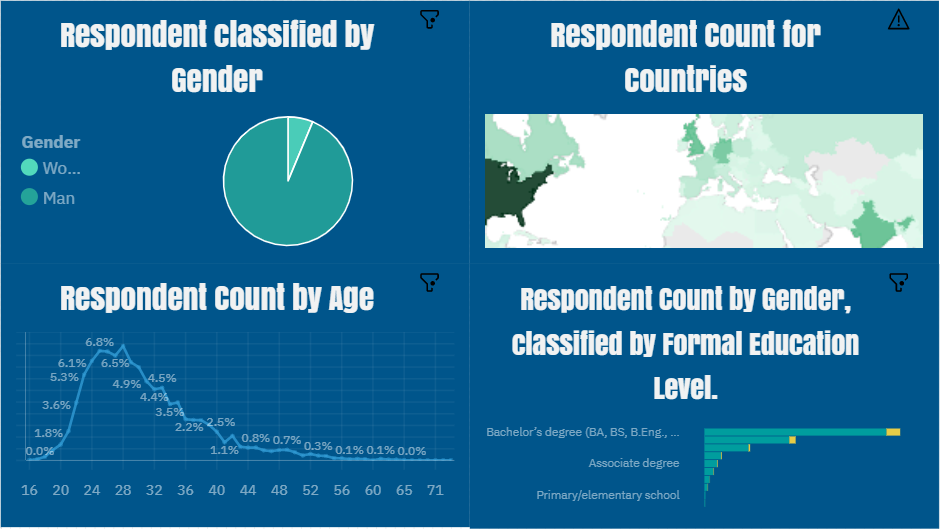 Respondent classified by
Gender
Gender
Wo...
Man
Respondent Count for
Countries
Respondent Count by Age
6.8%
6.1%
6.5%
5.3%
4.9%
4.5%
4.4%
3.6%
3.5%
2.2%
2.5%
1.8%
1.1%
0.8%
0.7%
0.3%
0.1%
0.1%
0.0%
0.0%
16 20 24 28 32 36 40 44 48 52 56 60 65 71
Respondent Count by Gender,
classified by Formal Education
Level.
Bachelor's degree (BA, BS, B.Eng., ...
Associate degree
Primary/elementary school